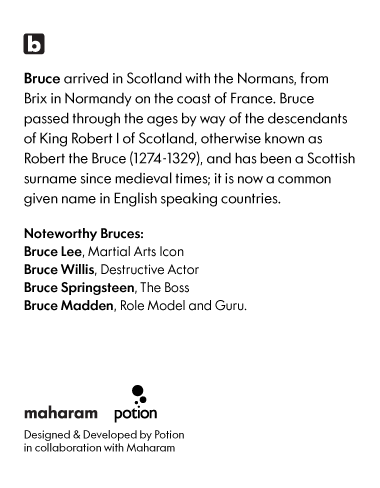 b
Bruce arrived in Scotland with the Normans, from
Brix in Normandy on the coast of France. Bruce
passed through the ages by way of the descendants
of King Robert I of Scotland, otherwise known as
Robert the Bruce (1274-1329), and has been a Scottish
surname since medieval times; it is now a common
given name in English speaking countries.
Noteworthy Bruces:
Bruce Lee, Martial Arts Icon
Bruce Willis, Destructive Actor
Bruce Springsteen, The Boss
Bruce Madden, Role Model and Guru.
maharam potion
Designed & Developed by Potion
in collaboration with Maharam